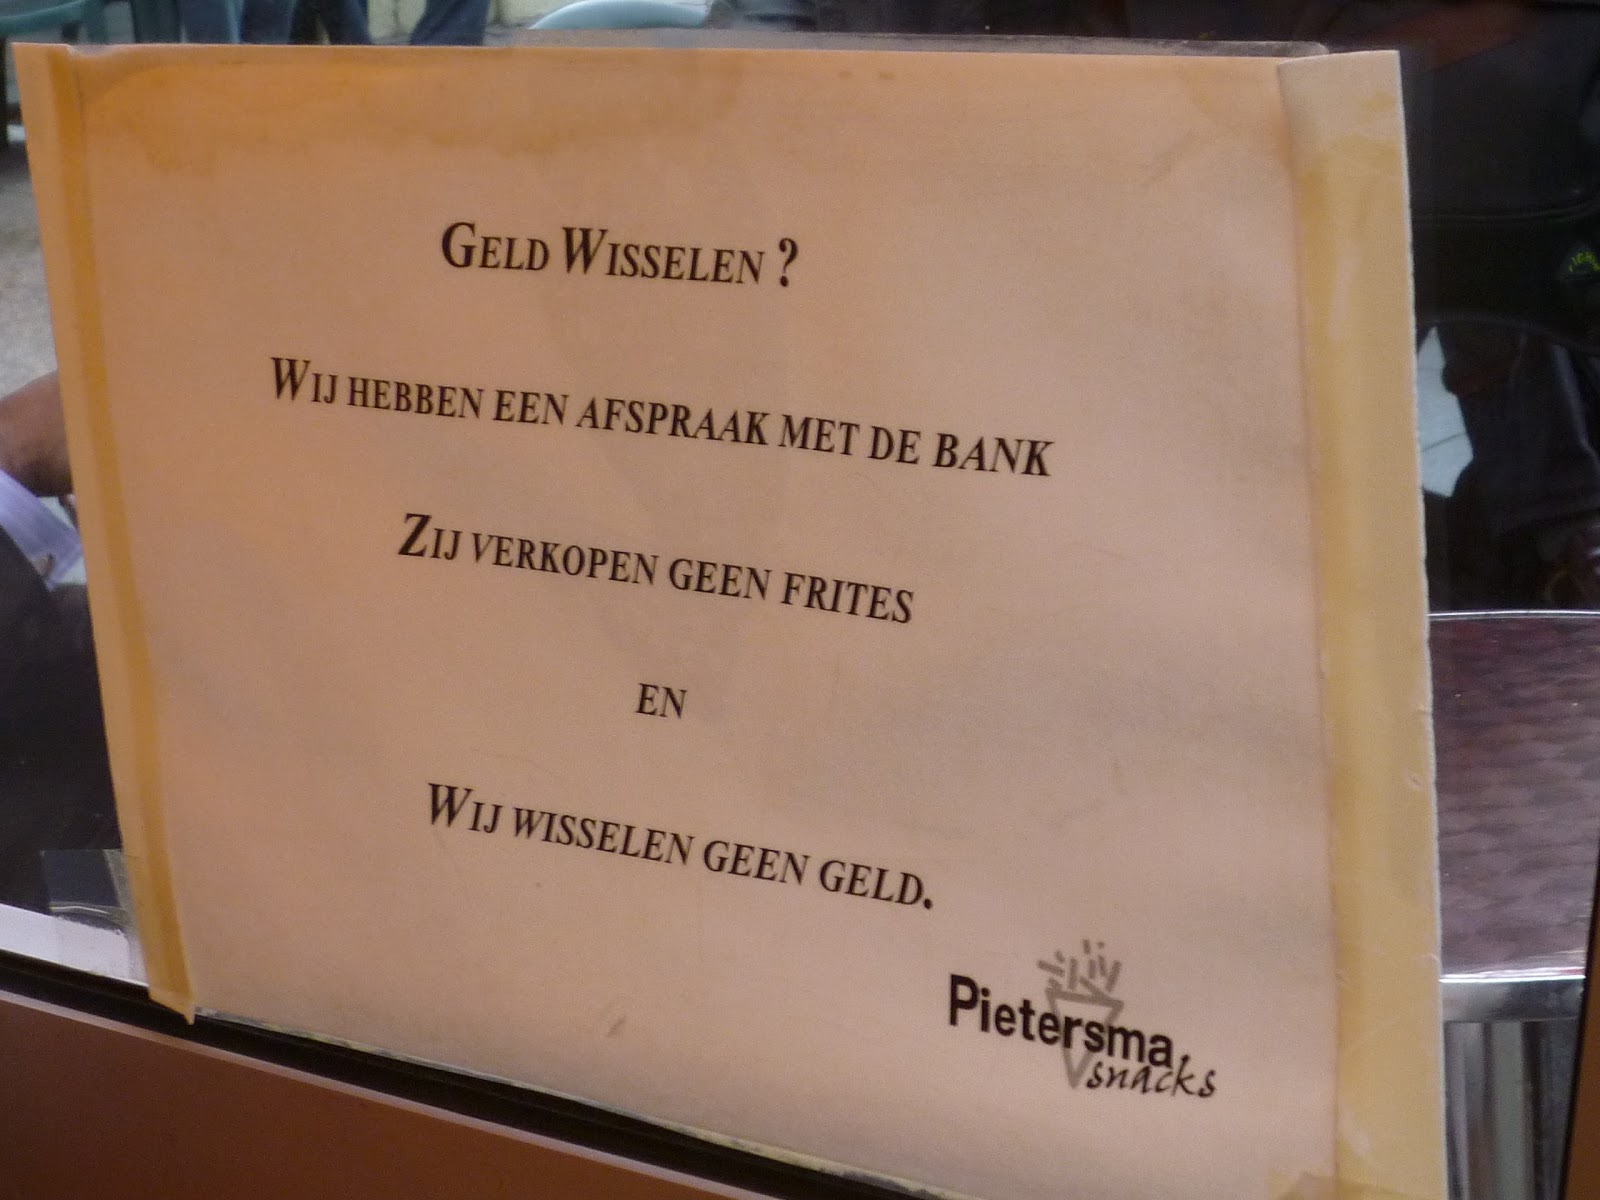 GELD WISSELEN ?
WIJ HEBBEN EEN AFSPRAAK MET DE BANK
ZIJ VERKOPEN GEEN FRITES
EN
WIJ WISSELEN GEEN GELD.
Pietersma
snacks